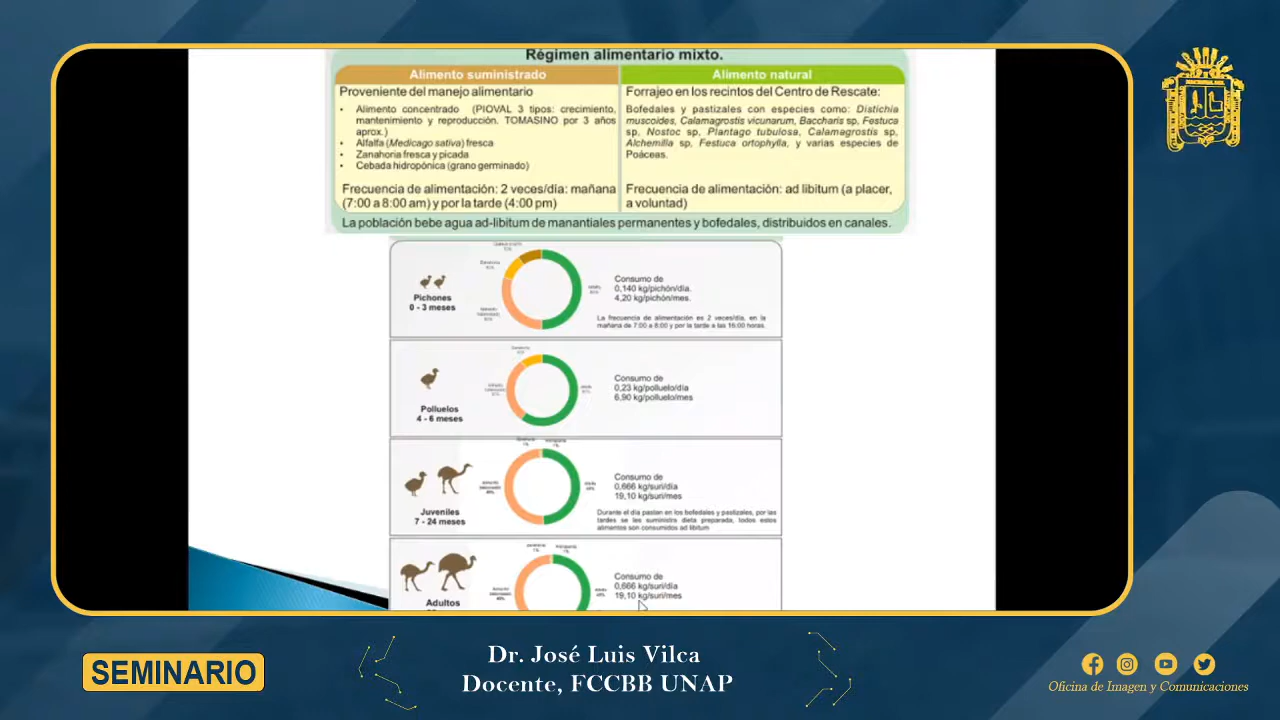 Régimen alimentario mixto.
Alimento suministrado
Proveniente del manejo alimentario
• Alimento concentrado (PIOVAL 3 tipos: crecimiento,
mantenimiento y reproducción. TOMASINO por 3 años
aprox.)
• Alfalfa (Medicago sativa) fresca
• Zanahoria fresca y picada
• Cebada hidropónica (grano germinado)
Frecuencia de alimentación: 2 veces/día: mañana
(7:00 a 8:00 am) y por la tarde (4:00 pm)
Alimento natural
Forrajeo en los recintos del Centro de Rescate:
Bofedales y pastizales con especies como: Distichia
muscoides, Calamagrostis vicunarum, Baccharis sp, Festuca
sp, Nostoc sp, Plantago tubulosa, Calamagrostis sp,
Alchemilla sp, Festuca ortophylla, y varias especies de
Poáceas.
Frecuencia de alimentación: ad libitum (a placer,
a voluntad)
La población bebe agua ad-libitum de manantiales permanentes y bofedales, distribuidos en canales.
Pichones
0 - 3 meses
Consumo de
0,140 kg/pichón/día.
4,20 kg/pichón/mes.
La frecuencia de alimentación es 2 veces/día, en la
mañana de 7:00 a 8:00 y por la tarde a las 16:00 horas.
Polluelos
4 - 6 meses
Consumo de
0,23 kg/polluelo/día
6,90 kg/polluelo/mes
Juveniles
7 - 24 meses
Consumo de
0,666 kg/suri/día
19,10 kg/suri/mes
Durante el día pastan en los bofedales y pastizales, por las
tardes se les suministra dieta preparada, todos estos
alimentos son consumidos ad libitum
Adultos
Consumo de
0,666 kg/suri/día
19,10 kg/suri/mes
SEMINARIO
Dr. José Luis Vilca
Docente, FCCBB UNAP
Oficina de Imagen y Comunicaciones